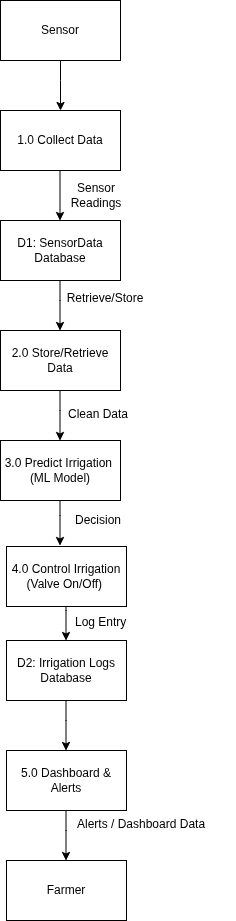 Sensor
1.0 Collect Data
Sensor
Readings
D1: SensorData
Database
Retrieve/Store
2.0 Store/Retrieve
Data
Clean Data
3.0 Predict Irrigation
(ML Model)
Decision
4.0 Control Irrigation
(Valve On/Off)
Log Entry
D2: Irrigation Logs
Database
5.0 Dashboard &
Alerts
Alerts / Dashboard Data
Farmer